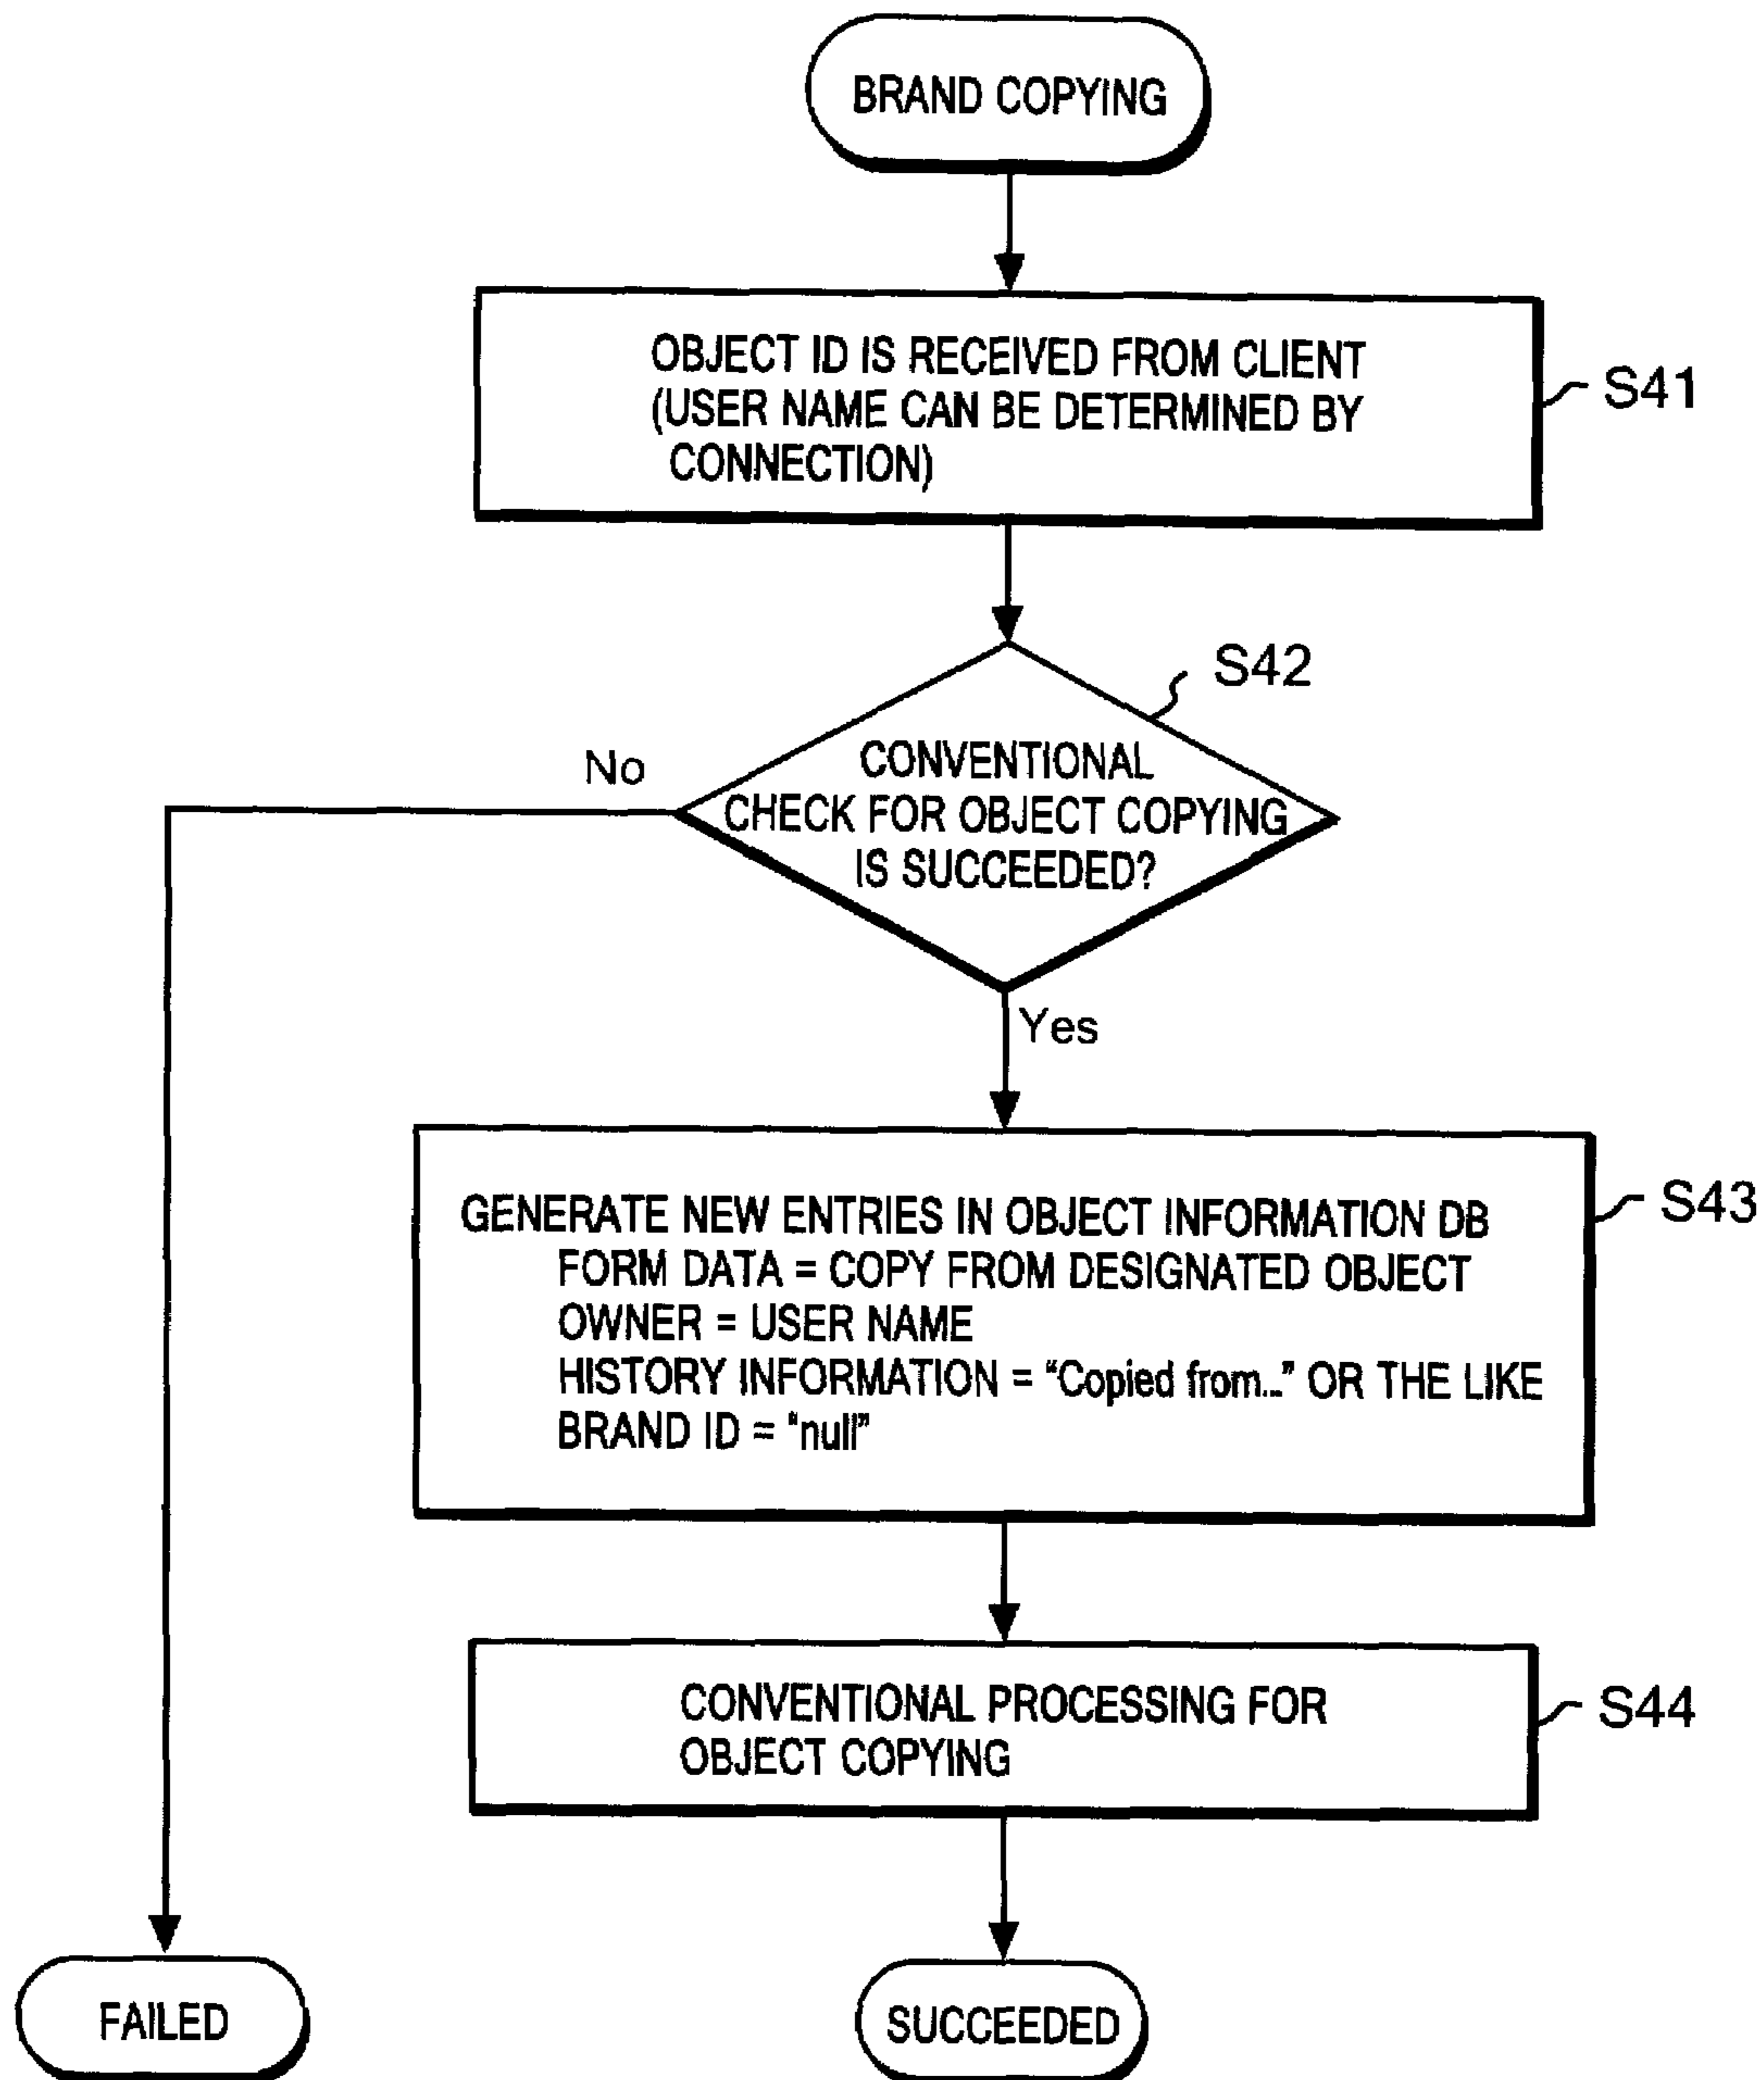 BRAND COPYING
OBJECT ID IS RECEIVED FROM CLIENT
(USER NAME CAN BE DETERMINED BY
CONNECTION)
S41
S42
No
CONVENTIONAL
CHECK FOR OBJECT COPYING
IS SUCCEEDED?
Yes
GENERATE NEW ENTRIES IN OBJECT INFORMATION DB
FORM DATA = COPY FROM DESIGNATED OBJECT
OWNER = USER NAME
HISTORY INFORMATION = "Copied from..." OR THE LIKE
BRAND ID = "null"
S43
CONVENTIONAL PROCESSING FOR
OBJECT COPYING
S44
FAILED
SUCCEEDED